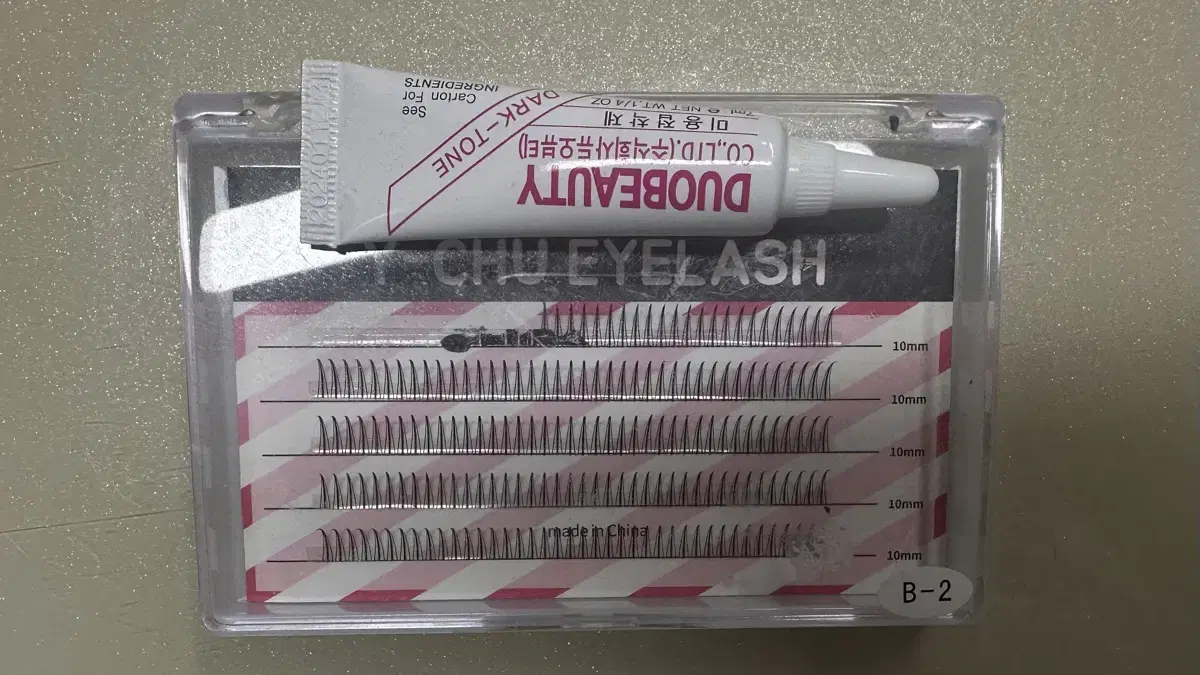 DUOBEAUTY
CO.,LTD.(주식회사듀오뷰티)
미용접착제
7ml ℮ NET WT.1/4 OZ
DARK-TONE
See
Carton For
INGREDIENTS
Y-CHU EYELASH
10mm
10mm
10mm
10mm
made in China
10mm
B-2